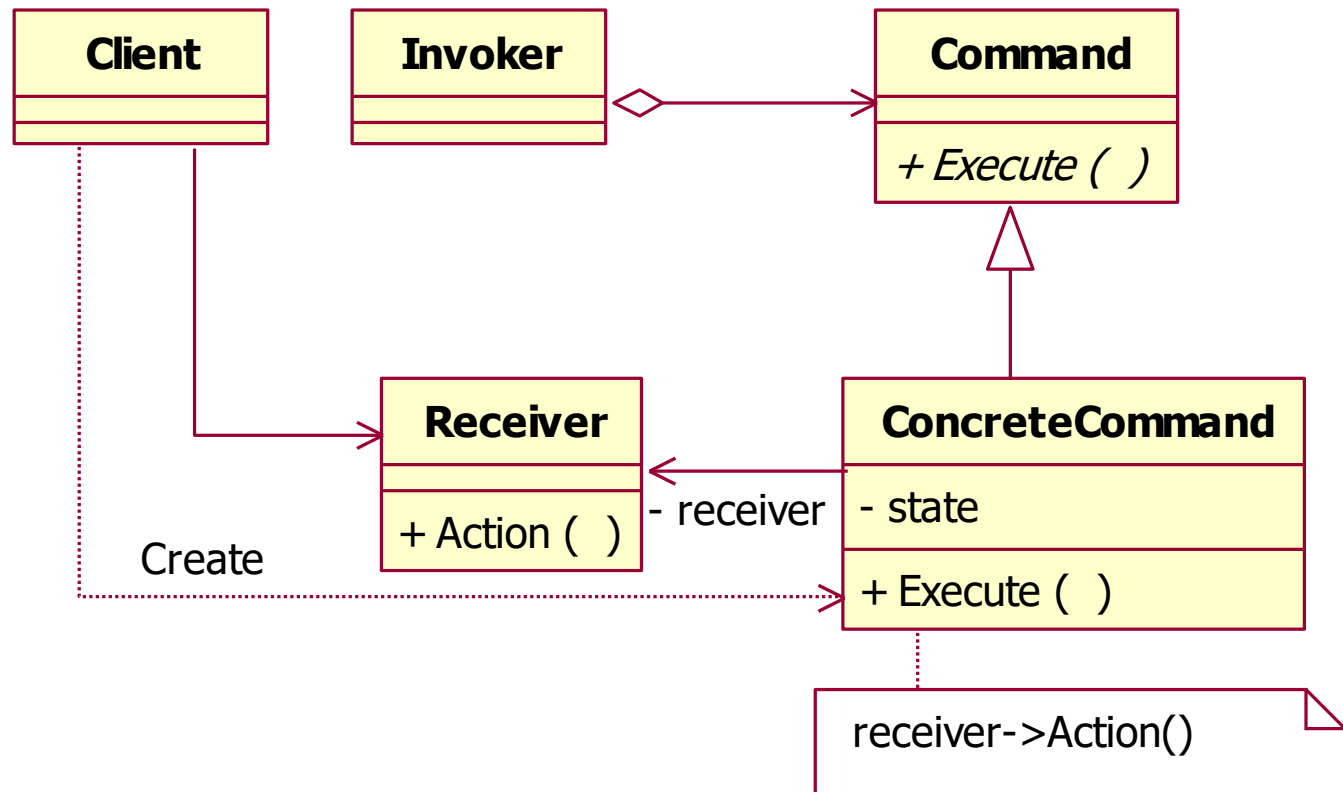 Client
Invoker
Command
+ Execute ( )
Receiver
+ Action ( )
- receiver
ConcreteCommand
- state
+ Execute ( )
Create
receiver->Action()